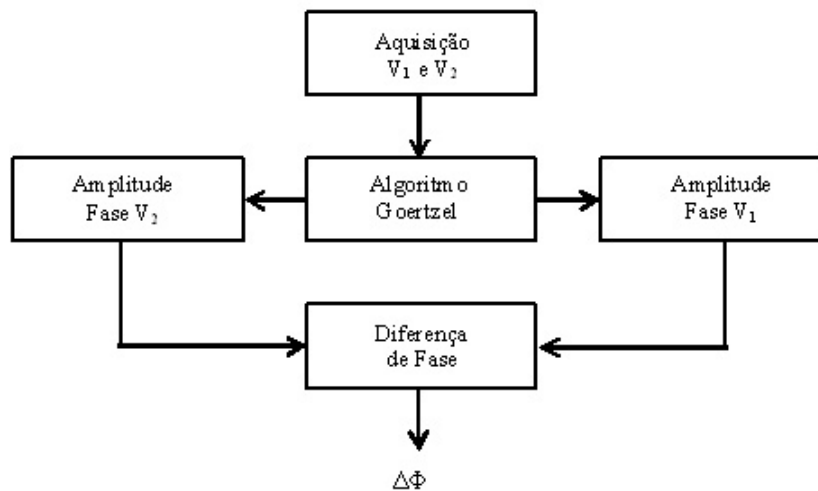 Aquisição
V₁ e V₂
Amplitude
Fase V₂
Algoritmo
Goertzel
Amplitude
Fase V₁
Diferença
de Fase
ΔΦ